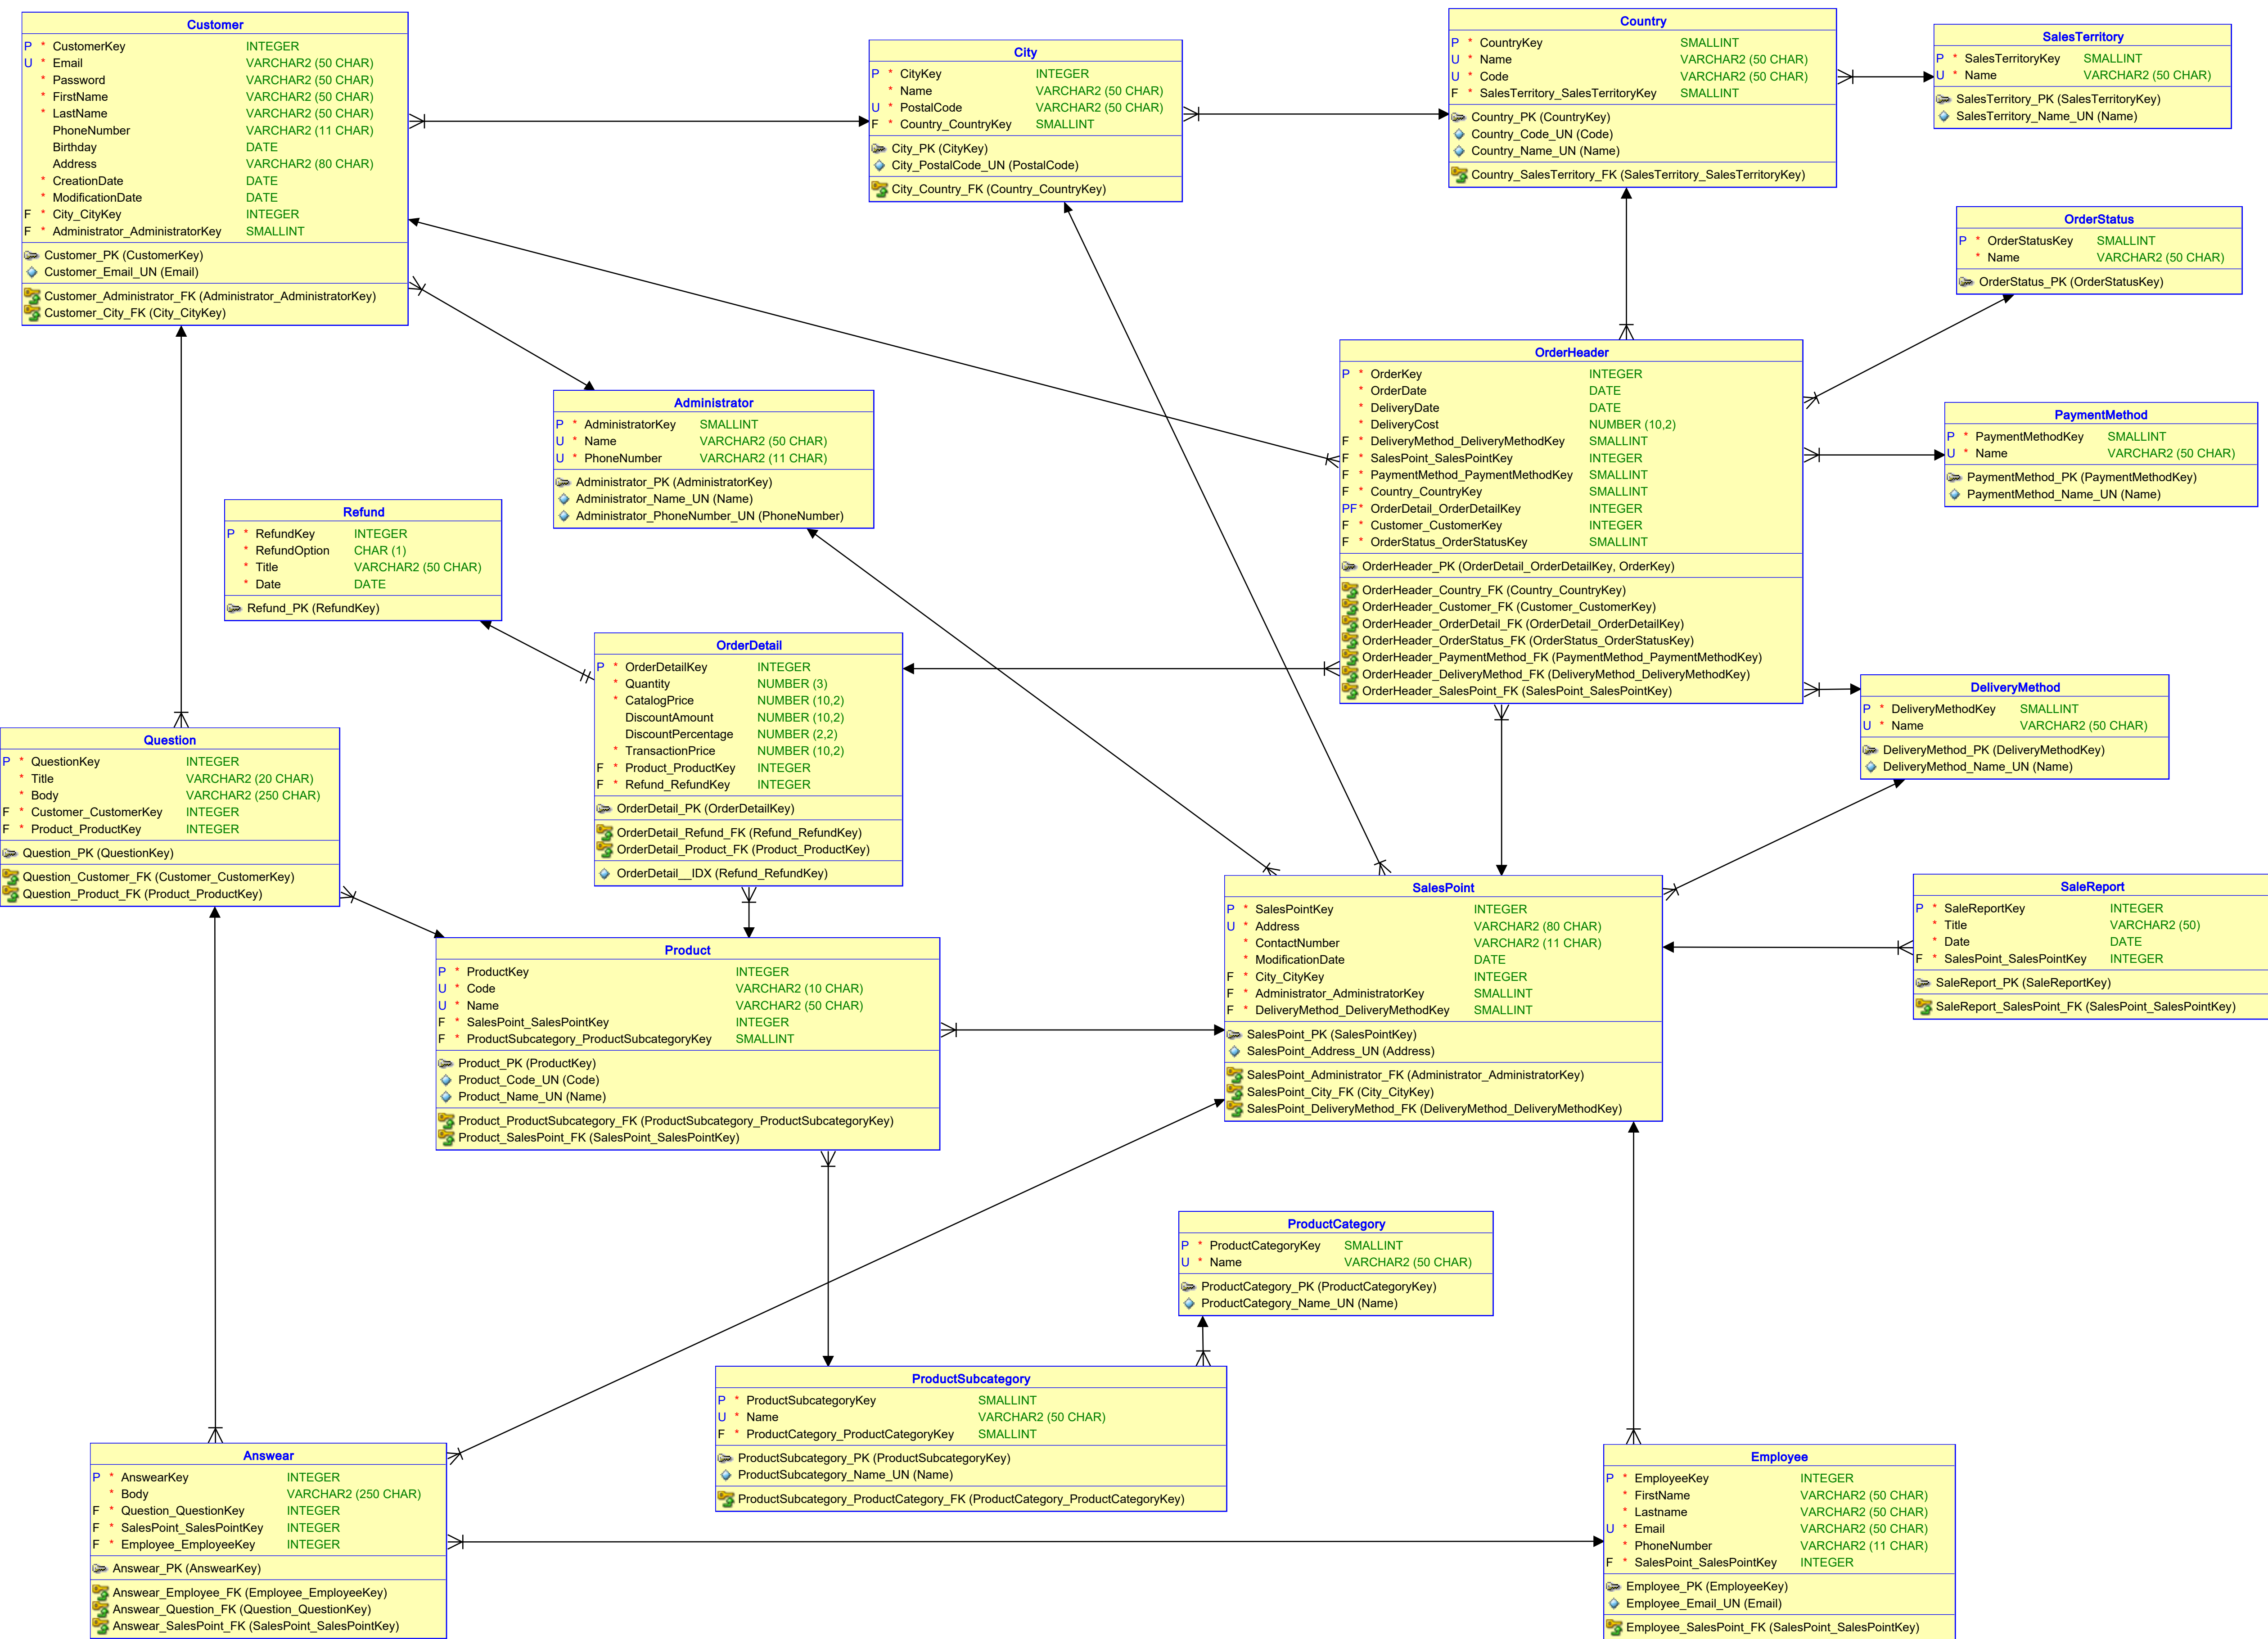 Customer
P * CustomerKey INTEGER
U * Email VARCHAR2 (50 CHAR)
* Password VARCHAR2 (50 CHAR)
* FirstName VARCHAR2 (50 CHAR)
* LastName VARCHAR2 (50 CHAR)
PhoneNumber VARCHAR2 (11 CHAR)
Birthday DATE
Address VARCHAR2 (80 CHAR)
* CreationDate DATE
* ModificationDate DATE
F * City_CityKey INTEGER
F * Administrator_AdministratorKey SMALLINT
Customer_PK (CustomerKey)
Customer_Email_UN (Email)
Customer_Administrator_FK (Administrator_AdministratorKey)
Customer_City_FK (City_CityKey)
City
P * CityKey INTEGER
* Name VARCHAR2 (50 CHAR)
U * PostalCode VARCHAR2 (50 CHAR)
F * Country_CountryKey SMALLINT
City_PK (CityKey)
City_PostalCode_UN (PostalCode)
City_Country_FK (Country_CountryKey)
Country
P * CountryKey SMALLINT
U * Name VARCHAR2 (50 CHAR)
U * Code VARCHAR2 (50 CHAR)
F * SalesTerritory_SalesTerritoryKey SMALLINT
Country_PK (CountryKey)
Country_Code_UN (Code)
Country_Name_UN (Name)
Country_SalesTerritory_FK (SalesTerritory_SalesTerritoryKey)
SalesTerritory
P * SalesTerritoryKey SMALLINT
U * Name VARCHAR2 (50 CHAR)
SalesTerritory_PK (SalesTerritoryKey)
SalesTerritory_Name_UN (Name)
OrderStatus
P * OrderStatusKey SMALLINT
* Name VARCHAR2 (50 CHAR)
OrderStatus_PK (OrderStatusKey)
Administrator
P * AdministratorKey SMALLINT
U * Name VARCHAR2 (50 CHAR)
U * PhoneNumber VARCHAR2 (11 CHAR)
Administrator_PK (AdministratorKey)
Administrator_Name_UN (Name)
Administrator_PhoneNumber_UN (PhoneNumber)
OrderHeader
P * OrderKey INTEGER
* OrderDate DATE
* DeliveryDate DATE
* DeliveryCost NUMBER (10,2)
F * DeliveryMethod_DeliveryMethodKey SMALLINT
F * SalesPoint_SalesPointKey INTEGER
F * PaymentMethod_PaymentMethodKey SMALLINT
F * Country_CountryKey SMALLINT
PF* OrderDetail_OrderDetailKey INTEGER
F * Customer_CustomerKey INTEGER
F * OrderStatus_OrderStatusKey SMALLINT
OrderHeader_PK (OrderDetail_OrderDetailKey, OrderKey)
OrderHeader_Country_FK (Country_CountryKey)
OrderHeader_Customer_FK (Customer_CustomerKey)
OrderHeader_OrderDetail_FK (OrderDetail_OrderDetailKey)
OrderHeader_OrderStatus_FK (OrderStatus_OrderStatusKey)
OrderHeader_PaymentMethod_FK (PaymentMethod_PaymentMethodKey)
OrderHeader_DeliveryMethod_FK (DeliveryMethod_DeliveryMethodKey)
OrderHeader_SalesPoint_FK (SalesPoint_SalesPointKey)
PaymentMethod
P * PaymentMethodKey SMALLINT
U * Name VARCHAR2 (50 CHAR)
PaymentMethod_PK (PaymentMethodKey)
PaymentMethod_Name_UN (Name)
Refund
P * RefundKey INTEGER
* RefundOption CHAR (1)
* Title VARCHAR2 (50 CHAR)
* Date DATE
Refund_PK (RefundKey)
OrderDetail
P * OrderDetailKey INTEGER
* Quantity NUMBER (3)
* CatalogPrice NUMBER (10,2)
DiscountAmount NUMBER (10,2)
DiscountPercentage NUMBER (2,2)
* TransactionPrice NUMBER (10,2)
F * Product_ProductKey INTEGER
F * Refund_RefundKey INTEGER
OrderDetail_PK (OrderDetailKey)
OrderDetail_Refund_FK (Refund_RefundKey)
OrderDetail_Product_FK (Product_ProductKey)
OrderDetail__IDX (Refund_RefundKey)
DeliveryMethod
P * DeliveryMethodKey SMALLINT
U * Name VARCHAR2 (50 CHAR)
DeliveryMethod_PK (DeliveryMethodKey)
DeliveryMethod_Name_UN (Name)
Question
P * QuestionKey INTEGER
* Title VARCHAR2 (20 CHAR)
* Body VARCHAR2 (250 CHAR)
F * Customer_CustomerKey INTEGER
F * Product_ProductKey INTEGER
Question_PK (QuestionKey)
Question_Customer_FK (Customer_CustomerKey)
Question_Product_FK (Product_ProductKey)
Product
P * ProductKey INTEGER
U * Code VARCHAR2 (10 CHAR)
U * Name VARCHAR2 (50 CHAR)
F * SalesPoint_SalesPointKey INTEGER
F * ProductSubcategory_ProductSubcategoryKey SMALLINT
Product_PK (ProductKey)
Product_Code_UN (Code)
Product_Name_UN (Name)
Product_ProductSubcategory_FK (ProductSubcategory_ProductSubcategoryKey)
Product_SalesPoint_FK (SalesPoint_SalesPointKey)
SalesPoint
P * SalesPointKey INTEGER
U * Address VARCHAR2 (80 CHAR)
* ContactNumber VARCHAR2 (11 CHAR)
* ModificationDate DATE
F * City_CityKey INTEGER
F * Administrator_AdministratorKey SMALLINT
F * DeliveryMethod_DeliveryMethodKey SMALLINT
SalesPoint_PK (SalesPointKey)
SalesPoint_Address_UN (Address)
SalesPoint_Administrator_FK (Administrator_AdministratorKey)
SalesPoint_City_FK (City_CityKey)
SalesPoint_DeliveryMethod_FK (DeliveryMethod_DeliveryMethodKey)
SaleReport
P * SaleReportKey INTEGER
* Title VARCHAR2 (50)
* Date DATE
F * SalesPoint_SalesPointKey INTEGER
SaleReport_PK (SaleReportKey)
SaleReport_SalesPoint_FK (SalesPoint_SalesPointKey)
ProductCategory
P * ProductCategoryKey SMALLINT
U * Name VARCHAR2 (50 CHAR)
ProductCategory_PK (ProductCategoryKey)
ProductCategory_Name_UN (Name)
ProductSubcategory
P * ProductSubcategoryKey SMALLINT
U * Name VARCHAR2 (50 CHAR)
F * ProductCategory_ProductCategoryKey SMALLINT
ProductSubcategory_PK (ProductSubcategoryKey)
ProductSubcategory_Name_UN (Name)
ProductSubcategory_ProductCategory_FK (ProductCategory_ProductCategoryKey)
Answear
P * AnswearKey INTEGER
* Body VARCHAR2 (250 CHAR)
F * Question_QuestionKey INTEGER
F * SalesPoint_SalesPointKey INTEGER
F * Employee_EmployeeKey INTEGER
Answear_PK (AnswearKey)
Answear_Employee_FK (Employee_EmployeeKey)
Answear_Question_FK (Question_QuestionKey)
Answear_SalesPoint_FK (SalesPoint_SalesPointKey)
Employee
P * EmployeeKey INTEGER
* FirstName VARCHAR2 (50 CHAR)
* Lastname VARCHAR2 (50 CHAR)
U * Email VARCHAR2 (50 CHAR)
* PhoneNumber VARCHAR2 (11 CHAR)
F * SalesPoint_SalesPointKey INTEGER
Employee_PK (EmployeeKey)
Employee_Email_UN (Email)
Employee_SalesPoint_FK (SalesPoint_SalesPointKey)